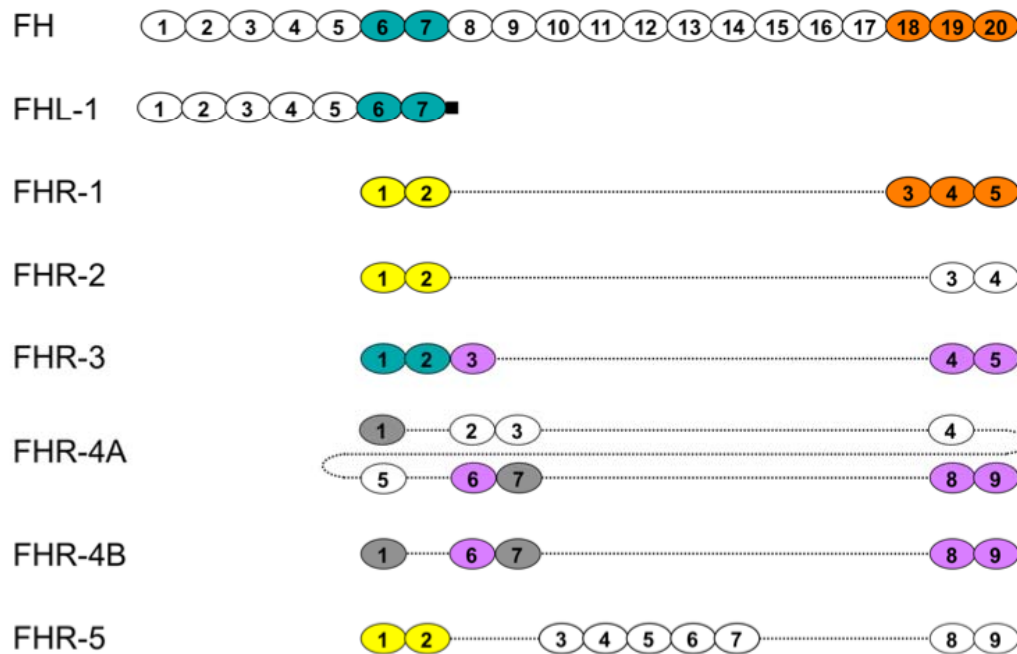 FH 1 2 3 4 5 6 7 8 9 10 11 12 13 14 15 16 17 18 19 20
FHL-1 1 2 3 4 5 6 7
FHR-1 1 2 3 4 5
FHR-2 1 2 3 4
FHR-3 1 2 3 4 5
1 2 3 4
FHR-4A
5 6 7 8 9
FHR-4B 1 6 7 8 9
FHR-5 1 2 3 4 5 6 7 8 9